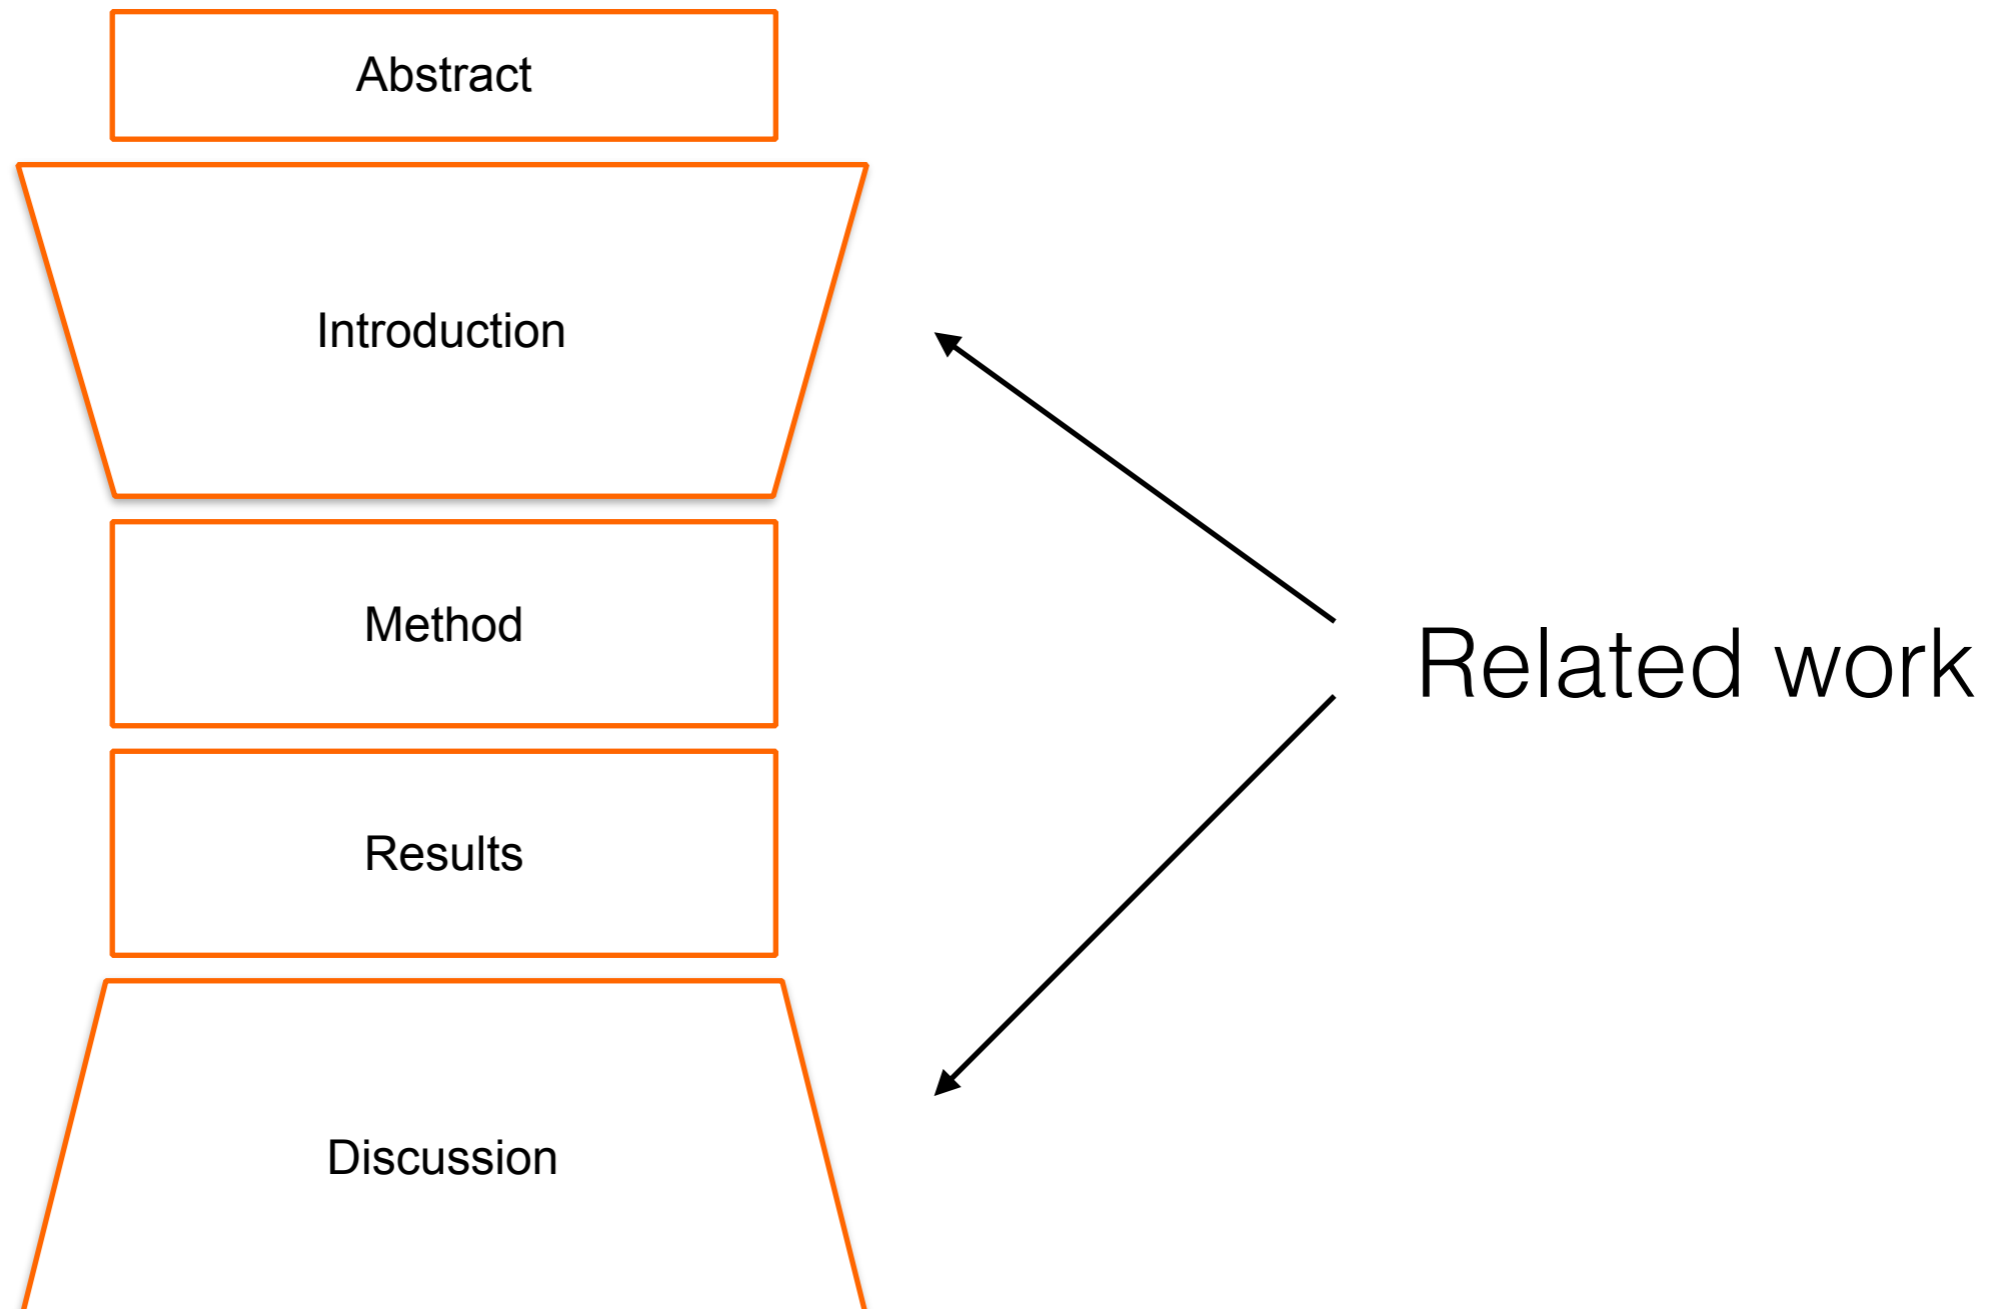 Abstract
Introduction
Method
Related work
Results
Discussion